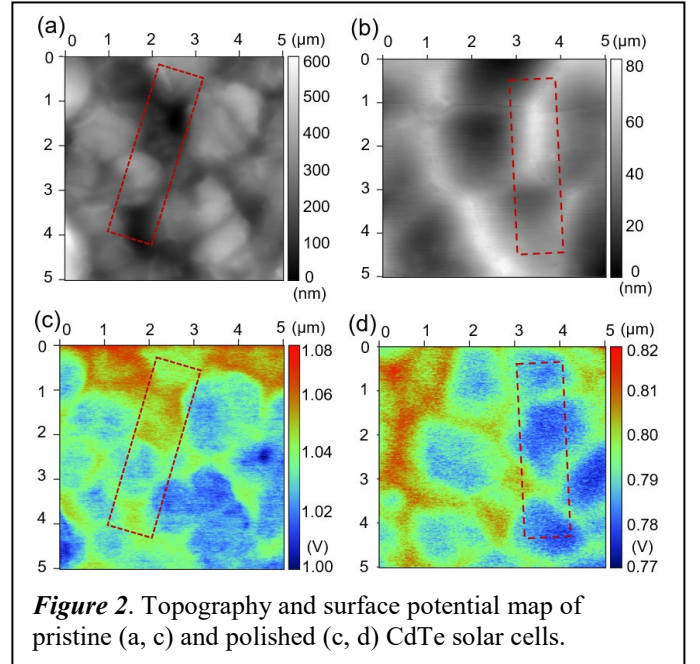 (a) 0 1 2 3 4 5 (μm)
0 1 2 3 4 5
600 500 400 300 200 100 0
(nm)
(b) 0 1 2 3 4 5 (μm)
0 1 2 3 4 5
80 60 40 20 0
(nm)
(c) 0 1 2 3 4 5 (μm)
0 1 2 3 4 5
1.08 1.06 1.04 1.02 (V) 1.00
(d) 0 1 2 3 4 5 (μm)
0 1 2 3 4 5
0.82 0.81 0.80 0.79 0.78 (V) 0.77
Figure 2. Topography and surface potential map of
pristine (a, c) and polished (c, d) CdTe solar cells.